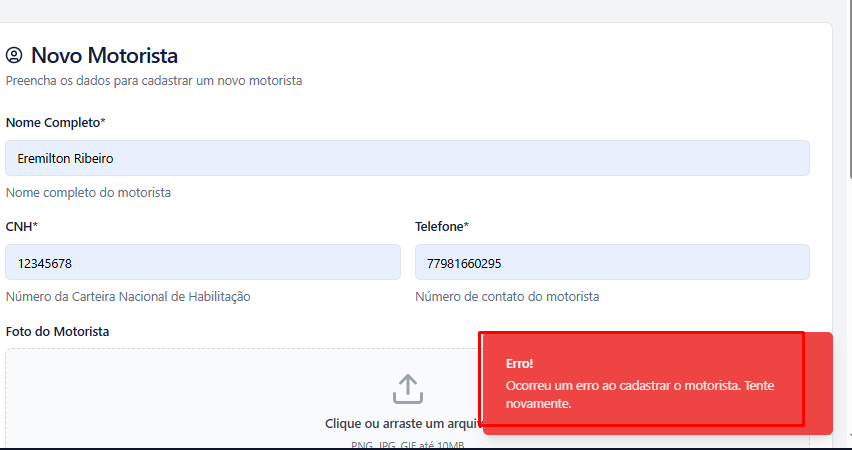 Novo Motorista
Preencha os dados para cadastrar um novo motorista
Nome Completo*
Eremilton Ribeiro
Nome completo do motorista
CNH*
Telefone*
12345678
77981660295
Número da Carteira Nacional de Habilitação
Número de contato do motorista
Foto do Motorista
Erro!
Ocorreu um erro ao cadastrar o motorista. Tente
novamente.
Clique ou arraste um arqui
PNG, JPG, GIF até 10MB